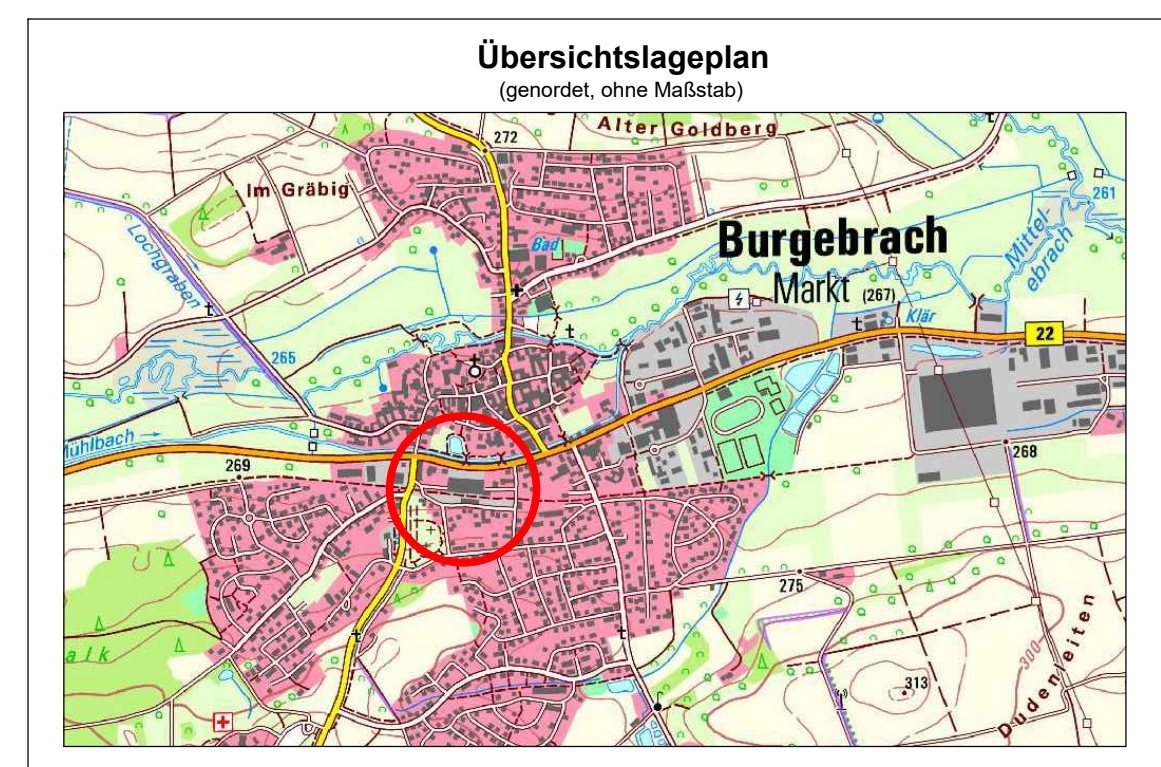 Übersichtslageplan
(genordet, ohne Maßstab)
Alter Goldberg
272
Im Gräbig
261
Bad
Burgebrach
Mittel-
ebrach
Lochgraben
Markt (267)
Klär
22
265
Mühlbach
269
268
275
alk
300
313
Dudenleiten